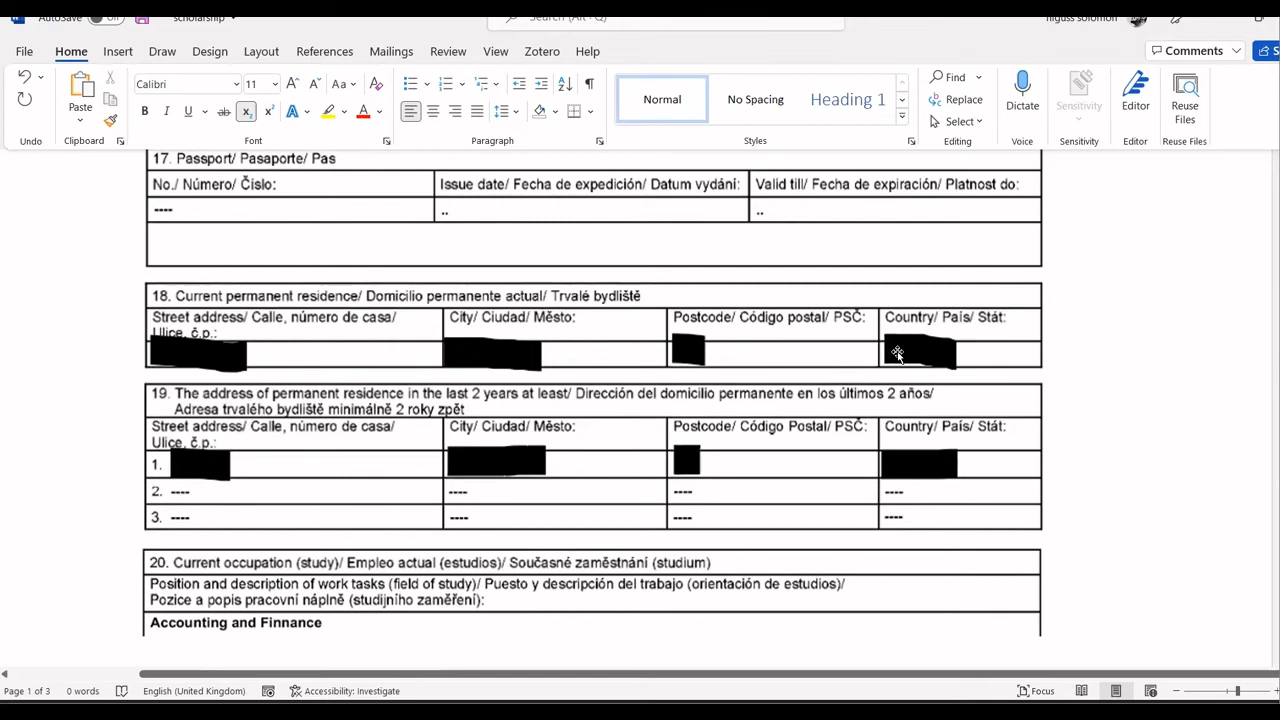 AutoSave Off
scholarship
Search (Alt+Q)
niguss solomon
File Home Insert Draw Design Layout References Mailings Review View Zotero Help
Comments
S
Paste
Calibri 11
Normal No Spacing Heading 1
Find
Replace
Select
Dictate
Sensitivity
Editor
Reuse Files
Undo Clipboard Font Paragraph Styles Editing Voice Sensitivity Editor Reuse Files
17. Passport/ Pasaporte/ Pas
No./ Número/ Číslo: Issue date/ Fecha de expedición/ Datum vydání: Valid till/ Fecha de expiración/ Platnost do:
---- .. ..
18. Current permanent residence/ Domicilio permanente actual/ Trvalé bydliště
Street address/ Calle, número de casa/ City/ Ciudad/ Město: Postcode/ Código postal/ PSČ: Country/ País/ Stát:
Ulice, č.p.:
19. The address of permanent residence in the last 2 years at least/ Dirección del domicilio permanente en los últimos 2 años/
Adresa trvalého bydliště minimálně 2 roky zpět
Street address/ Calle, número de casa/ City/ Ciudad/ Město: Postcode/ Código Postal/ PSČ: Country/ País/ Stát:
Ulice, č.p.:
1.
2. ---- ---- ---- ----
3. ---- ---- ---- ----
20. Current occupation (study)/ Empleo actual (estudios)/ Současné zaměstnání (studium)
Position and description of work tasks (field of study)/ Puesto y descripción del trabajo (orientación de estudios)/
Pozice a popis pracovní náplně (studijního zaměření):
Accounting and Finnance
Page 1 of 3 0 words English (United Kingdom) Accessibility: Investigate Focus